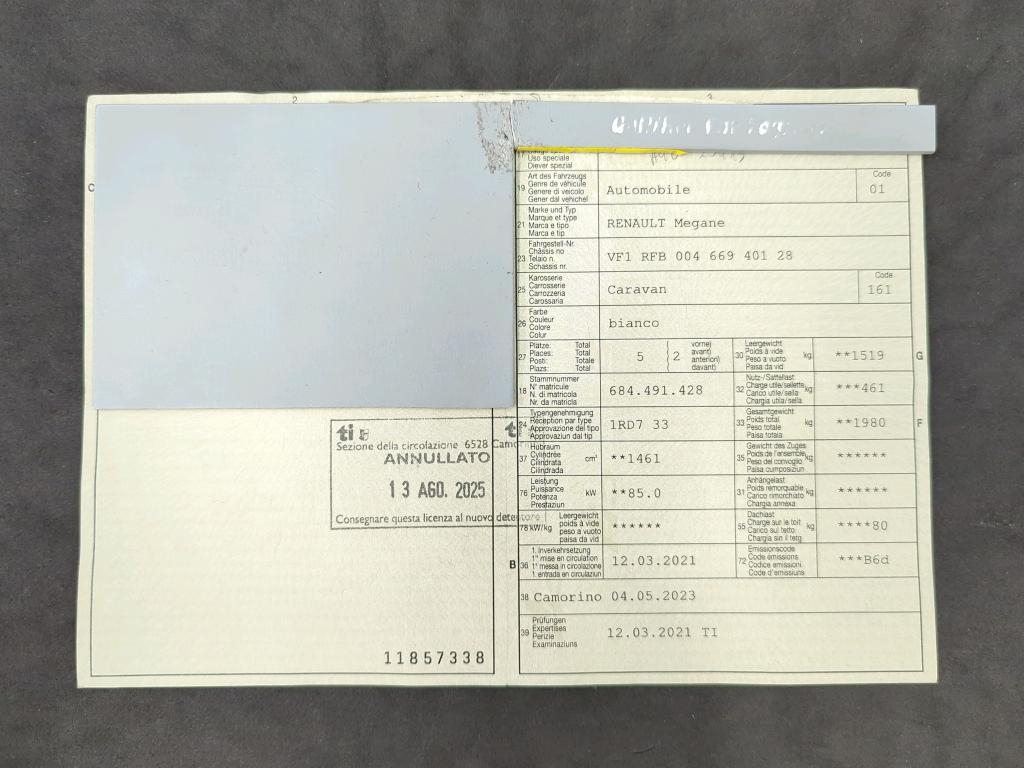 2
3
C
Uso speciale
Diever spezial
19
Art des Fahrzeugs
Genre de véhicule
Genere di veicolo
Gener dal vehichel
Automobile
Code
01
21
Marke und Typ
Marque et type
Marca e tipo
Marca e tip
RENAULT Megane
23
Fahrgestell-Nr.
Châssis no
Telaio n.
Schassis nr.
VF1 RFB 004 669 401 28
25
Karosserie
Carrosserie
Carrozzeria
Carossaria
Caravan
Code
161
26
Farbe
Couleur
Colore
Colur
bianco
27
Plätze: Total
Places: Total
Posti: Totale
Plazs: Total
5
2
vorne)
avant)
anteriori)
davant)
30
Leergewicht
Poids à vide
Peso a vuoto
Paisa da vid
kg
**1519
G
18
Stammnummer
N° matricule
N. di matricola
Nr. da matricla
684.491.428
32
Nutz-/Sattellast
Charge utile/sellette
Carico utile/sella
Chargia utila/sella
kg
***461
24
Typengenehmigung
Réception par type
Approvazione del tipo
Approvaziun dal tip
1RD7 33
33
Gesamtgewicht
Poids total
Peso totale
Paisa totala
kg
**1980
F
37
Hubraum
Cylindrée
Cilindrata
Cilindrada
cm³
**1461
35
Gewicht des Zuges
Poids de l'ensemble
Peso del convoglio
Paisa cumposiziun
kg
******
76
Leistung
Puissance
Potenza
Prestaziun
kW
**85.0
31
Anhängelast
Poids remorquable
Carico rimorchiato
Chargia annexa
kg
******
78 kW/kg
Leergewicht
poids à vide
peso a vuoto
paisa da vid
******
55
Dachlast
Charge sur le toit
Carico sul tetto
Chargia sin il tetg
kg
****80
B
36
1. Inverkehrsetzung
1re mise en circulation
1a messa in circolazione
1. entrada en circulaziun
12.03.2021
72
Emissionscode
Code émissions
Codice emissioni
Code d'emissiuns
***B6d
38 Camorino 04.05.2023
39
Prüfungen
Expertises
Perizie
Examinaziuns
12.03.2021 TI
ti
Sezione della circolazione 6528 Camorino
ANNULLATO
13 AGO. 2025
Consegnare questa licenza al nuovo detentore
11857338